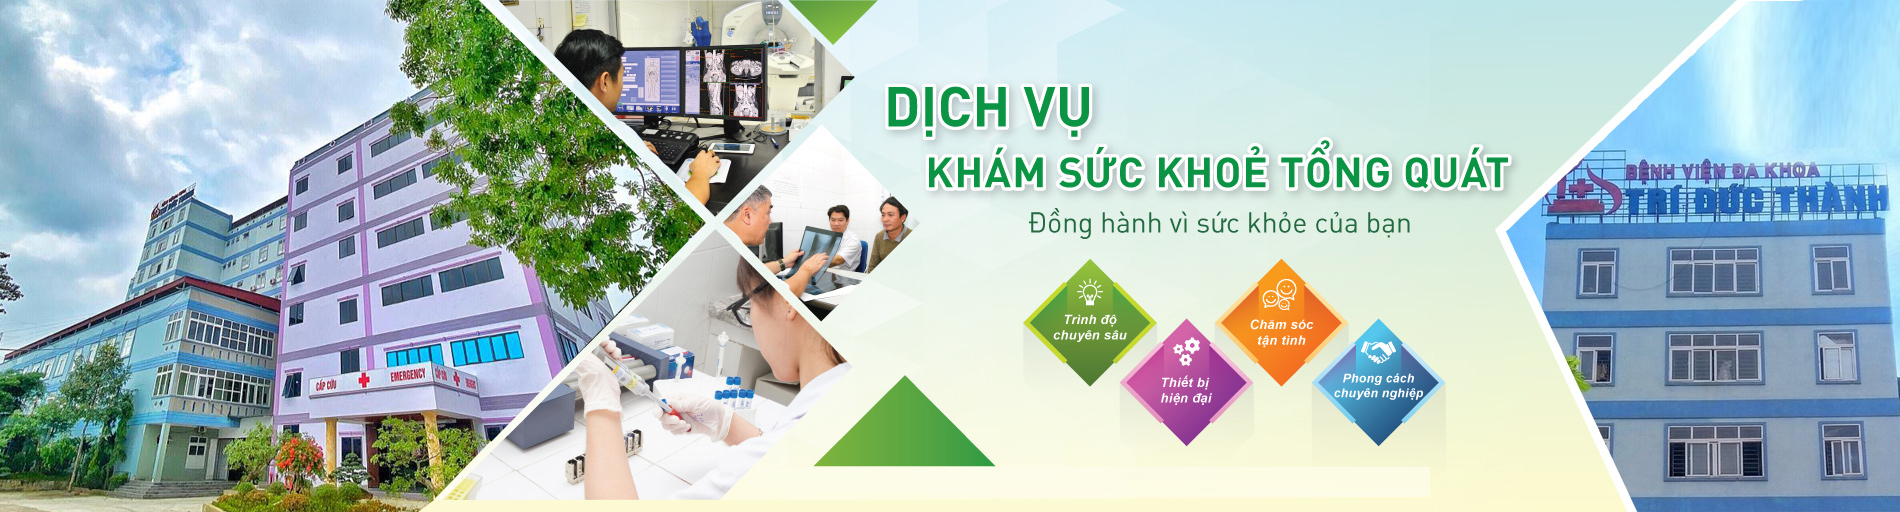 DỊCH VỤ
KHÁM SỨC KHOẺ TỔNG QUÁT
Đồng hành vì sức khỏe của bạn
Trình độ
chuyên sâu
Thiết bị
hiện đại
Chăm sóc
tận tình
Phong cách
chuyên nghiệp
BỆNH VIỆN ĐA KHOA
TRÍ ĐỨC THÀNH
CẤP CỨU
EMERGENCY
CẤP CỨU